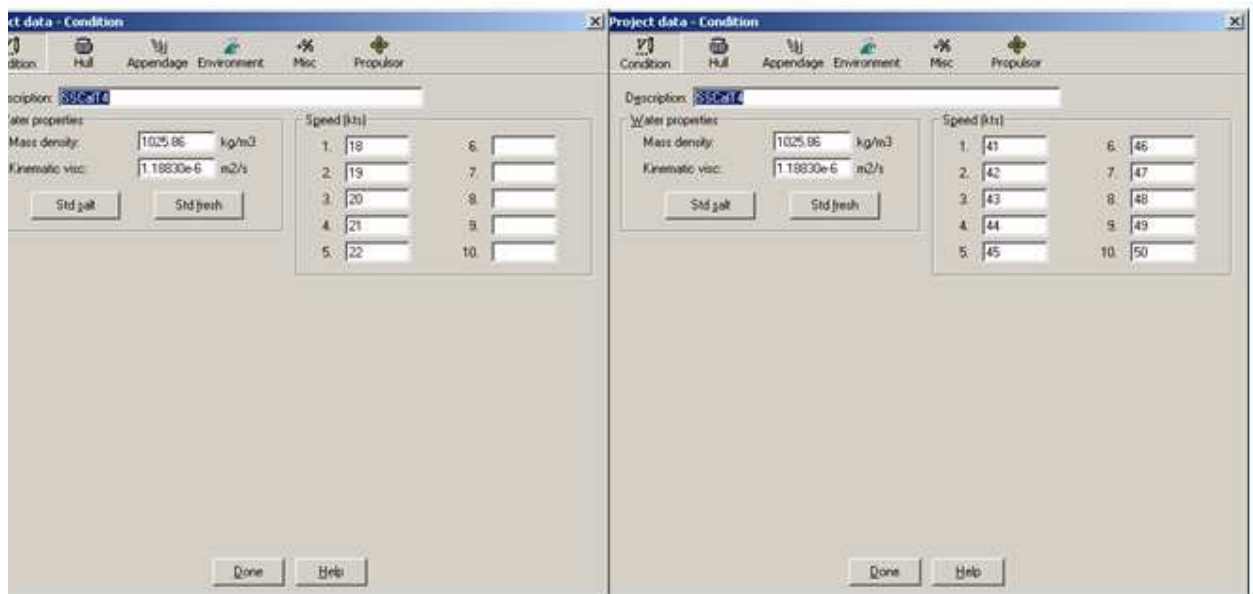 ct data - Condition
dition Hull Appendage Environment Misc Propulsor
scription: SSCalT4
ater properties
Mass density: 1025.86 kg/m3
Kinematic visc: 1.18830e-6 m2/s
Std salt Std fresh
Speed [kts]
1. 18 6.
2. 19 7.
3. 20 8.
4. 21 9.
5. 22 10.
Done Help
Project data - Condition
Condition Hull Appendage Environment Misc Propulsor
Description: SSCalT4
Water properties
Mass density: 1025.86 kg/m3
Kinematic visc: 1.18830e-6 m2/s
Std salt Std fresh
Speed [kts]
1. 41 6. 46
2. 42 7. 47
3. 43 8. 48
4. 44 9. 49
5. 45 10. 50
Done Help